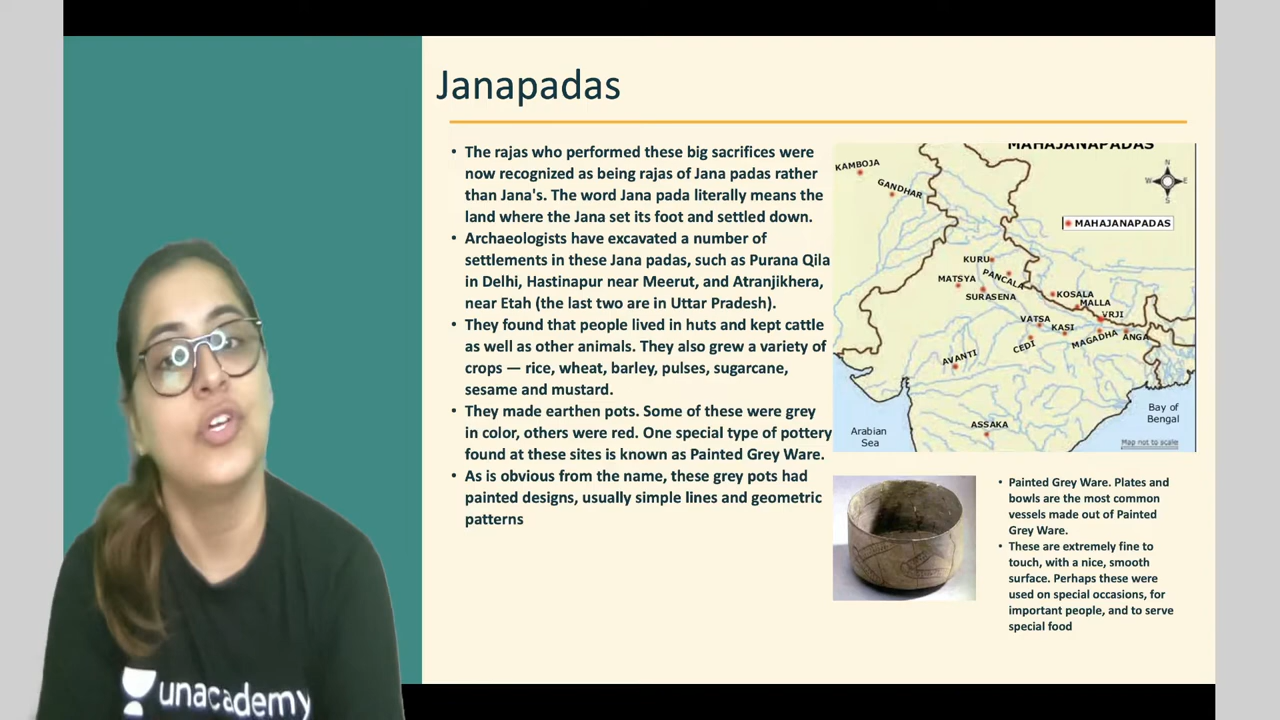 Janapadas
• The rajas who performed these big sacrifices were
now recognized as being rajas of Jana padas rather
than Jana's. The word Jana pada literally means the
land where the Jana set its foot and settled down.
• Archaeologists have excavated a number of
settlements in these Jana padas, such as Purana Qila
in Delhi, Hastinapur near Meerut, and Atranjikhera,
near Etah (the last two are in Uttar Pradesh).
• They found that people lived in huts and kept cattle
as well as other animals. They also grew a variety of
crops — rice, wheat, barley, pulses, sugarcane,
sesame and mustard.
• They made earthen pots. Some of these were grey
in color, others were red. One special type of pottery
found at these sites is known as Painted Grey Ware.
• As is obvious from the name, these grey pots had
painted designs, usually simple lines and geometric
patterns
MAHAJANAPADAS
KAMBOJA
GANDHAR
N
W E
S
MAHAJANAPADAS
KURU
MATSYA
PANCALA
SURASENA
KOSALA
MALLA
VRJI
VATSA
KASI
CEDI
MAGADHA
ANGA
AVANTI
ASSAKA
Arabian
Sea
Bay of
Bengal
Map not to scale
• Painted Grey Ware. Plates and
bowls are the most common
vessels made out of Painted
Grey Ware.
• These are extremely fine to
touch, with a nice, smooth
surface. Perhaps these were
used on special occasions, for
important people, and to serve
special food
unacademy